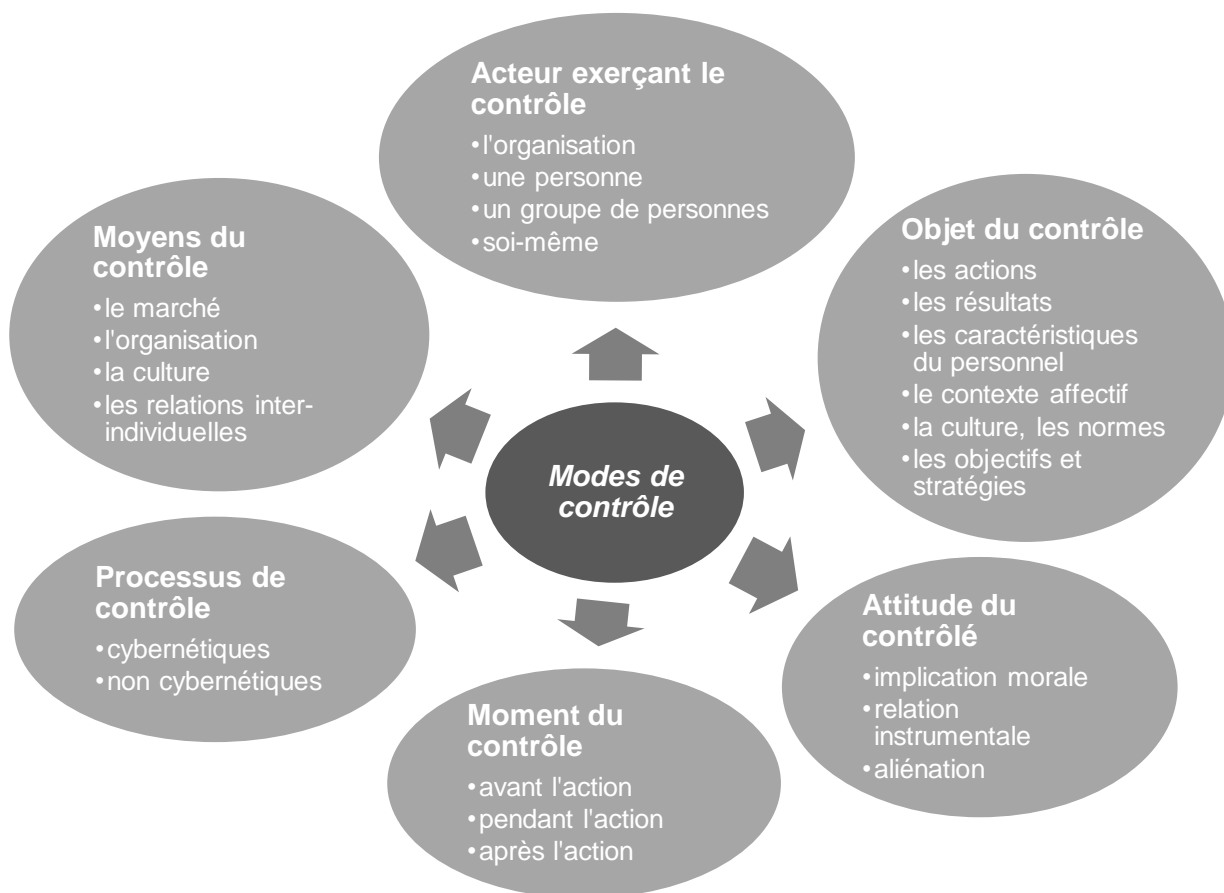 Acteur exerçant le
contrôle
•l'organisation
•une personne
•un groupe de personnes
•soi-même
Objet du contrôle
•les actions
•les résultats
•les caractéristiques
du personnel
•le contexte affectif
•la culture, les normes
•les objectifs et
stratégies
Attitude du
contrôlé
•implication morale
•relation
instrumentale
•aliénation
Moment du
contrôle
•avant l'action
•pendant l'action
•après l'action
Processus de
contrôle
•cybernétiques
•non cybernétiques
Moyens du
contrôle
•le marché
•l'organisation
•la culture
•les relations inter-
individuelles
Modes de
contrôle